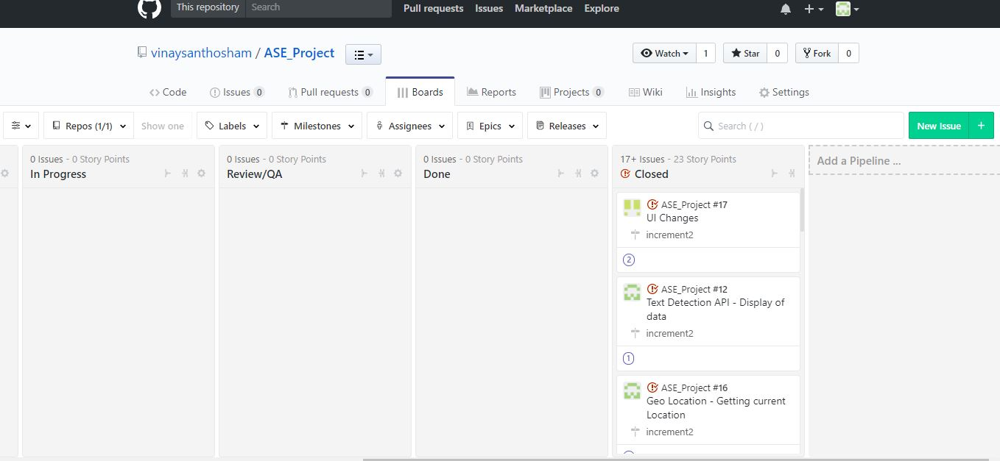 This repository Search Pull requests Issues Marketplace Explore
vinaysanthosham / ASE_Project Watch 1 Star 0 Fork 0
Code Issues 0 Pull requests 0 Boards Reports Projects 0 Wiki Insights Settings
Repos (1/1) Show one Labels Milestones Assignees Epics Releases Search ( / ) New Issue +
0 Issues - 0 Story Points
In Progress
0 Issues - 0 Story Points
Review/QA
0 Issues - 0 Story Points
Done
17+ Issues - 23 Story Points
Closed
ASE_Project #17
UI Changes
increment2
2
ASE_Project #12
Text Detection API - Display of
data
increment2
1
ASE_Project #16
Geo Location - Getting current
Location
increment2
Add a Pipeline ...